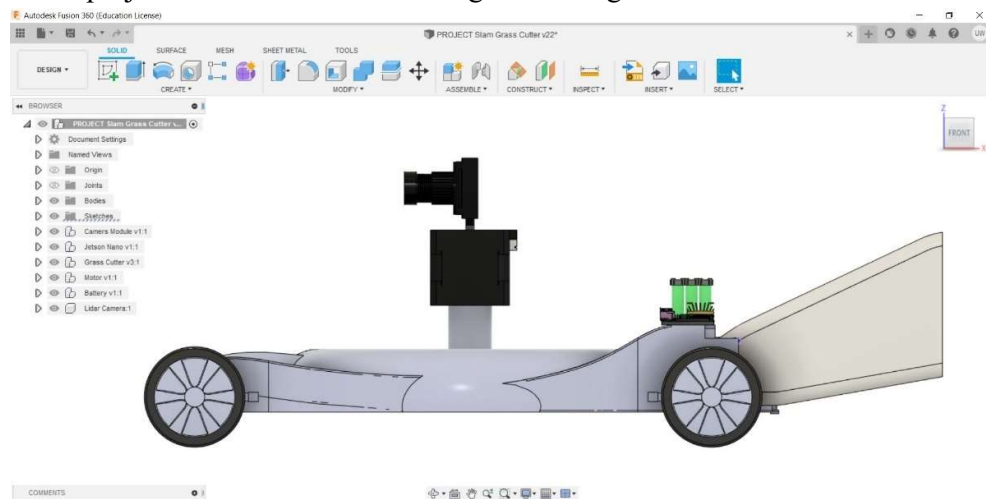 Autodesk Fusion 360 (Education License)
PROJECT Slam Grass Cutter v22*
UW
SOLID SURFACE MESH SHEET METAL TOOLS
DESIGN
CREATE MODIFY ASSEMBLE CONSTRUCT INSPECT INSERT SELECT
BROWSER
PROJECT Slam Grass Cutter v...
Document Settings
Named Views
Origin
Joints
Bodies
Sketches
Camera Module v1:1
Jetson Nano v1:1
Grass Cutter v3:1
Motor v1:1
Battery v1:1
Lidar Camera:1
Z
FRONT
X
COMMENTS